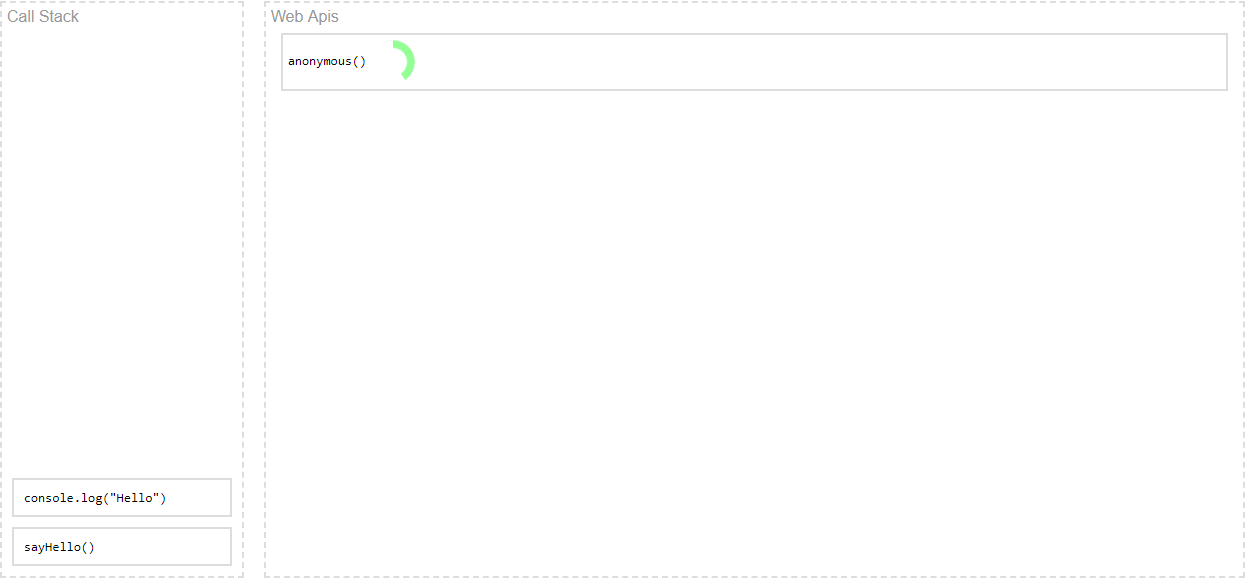 Call Stack
Web Apis
anonymous()
console.log("Hello")
sayHello()